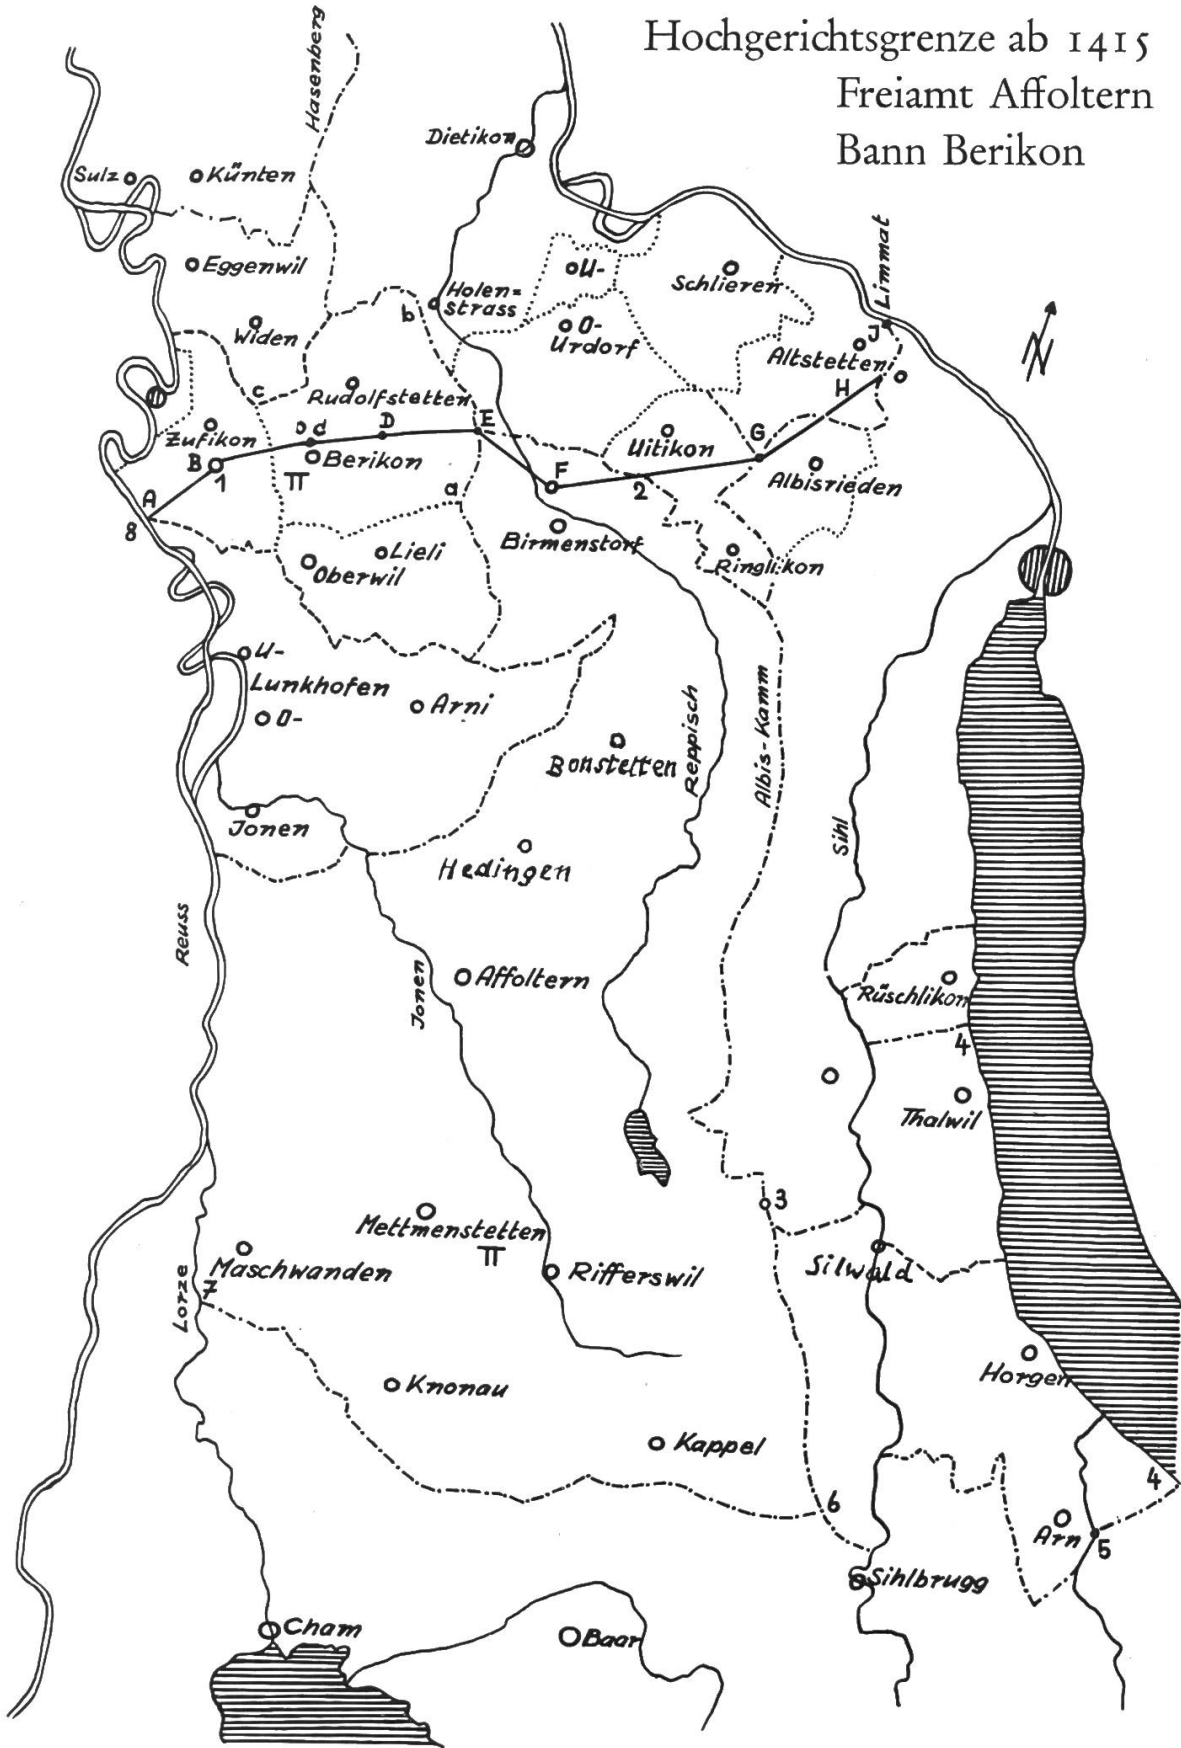 Hochgerichtsgrenze ab 1415
Freiamt Affoltern
Bann Berikon
Hasenberg
Dietikon
Sulz
Künten
Eggenwil
Limmat
U-
Schlieren
Holen=
strass
b
O-
Urdorf
J
Widen
Altstetten
c
Rudolfstetten
H
Zufikon
d
D
E
G
Uitikon
B
1
Berikon
F
2
Albisrieden
A
8
a
Birmenstorf
Lieli
Oberwil
Ringlikon
N
U-
Lunkhofen
O-
Arni
Bonstetten
Reppisch
Albis-Kamm
Jonen
Hedingen
Sihl
Reuss
Jonen
Affoltern
Rüschlikon
4
Thalwil
Mettmenstetten
3
Maschwanden
Rifferswil
Silwald
Lorze
7
Horgen
Knonau
Kappel
4
6
Arn
5
Sihlbrugg
Cham
Baar